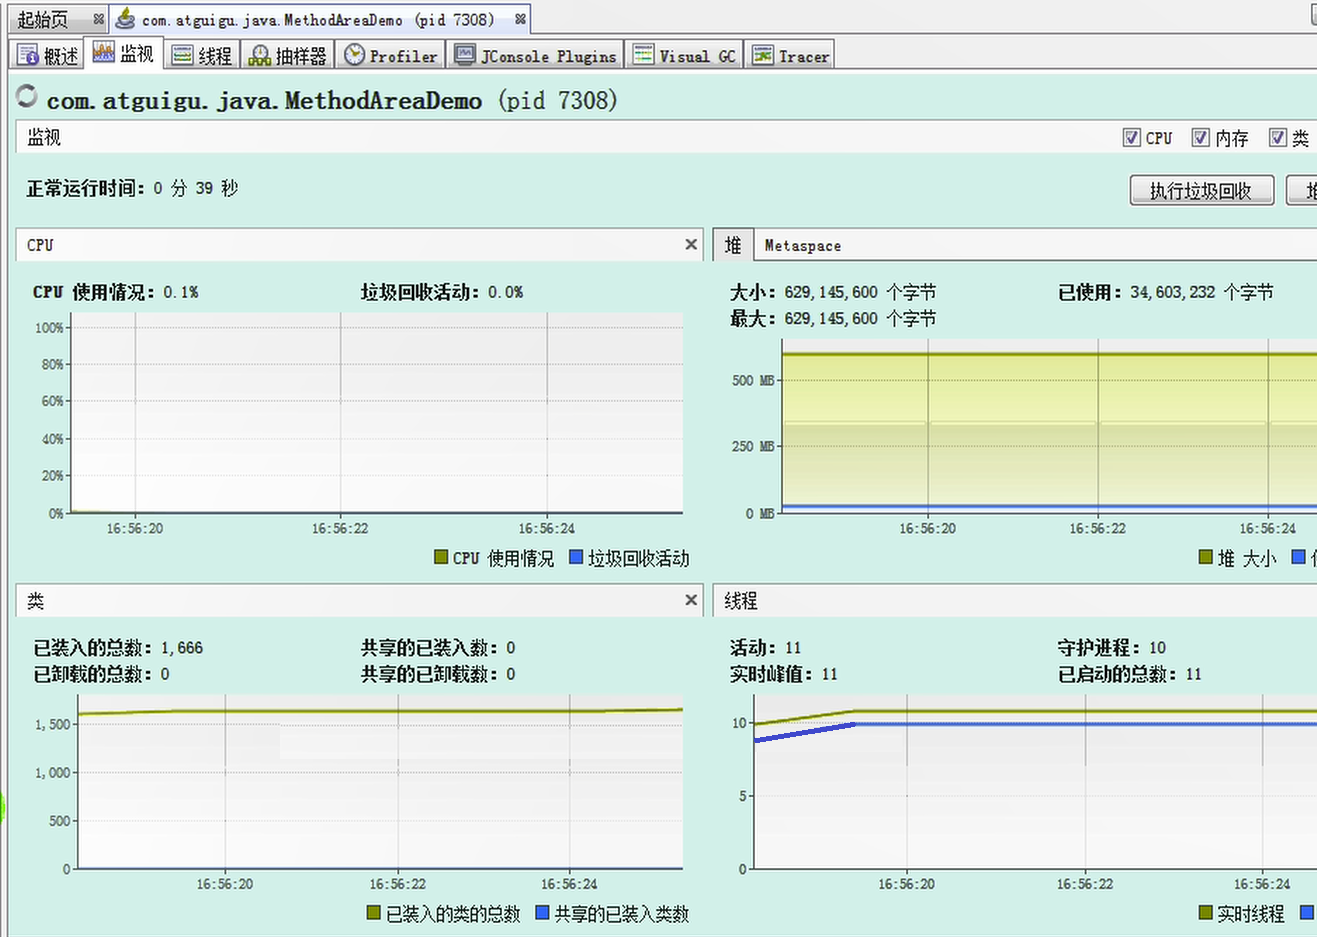 起始页 com.atguigu.java.MethodAreaDemo (pid 7308)
概述 监视 线程 抽样器 Profiler JConsole Plugins Visual GC Tracer
com.atguigu.java.MethodAreaDemo (pid 7308)
监视 CPU 内存 类
正常运行时间: 0 分 39 秒 执行垃圾回收
CPU
CPU 使用情况: 0.1% 垃圾回收活动: 0.0%
100%
80%
60%
40%
20%
0%
16:56:20 16:56:22 16:56:24
CPU 使用情况 垃圾回收活动
堆 Metaspace
大小: 629,145,600 个字节 已使用: 34,603,232 个字节
最大: 629,145,600 个字节
500 MB
250 MB
0 MB
16:56:20 16:56:22 16:56:24
堆 大小
类
已装入的总数: 1,666 共享的已装入数: 0
已卸载的总数: 0 共享的已卸载数: 0
1,500
1,000
500
0
16:56:20 16:56:22 16:56:24
已装入的类的总数 共享的已装入类数
线程
活动: 11 守护进程: 10
实时峰值: 11 已启动的总数: 11
10
5
0
16:56:20 16:56:22 16:56:24
实时线程